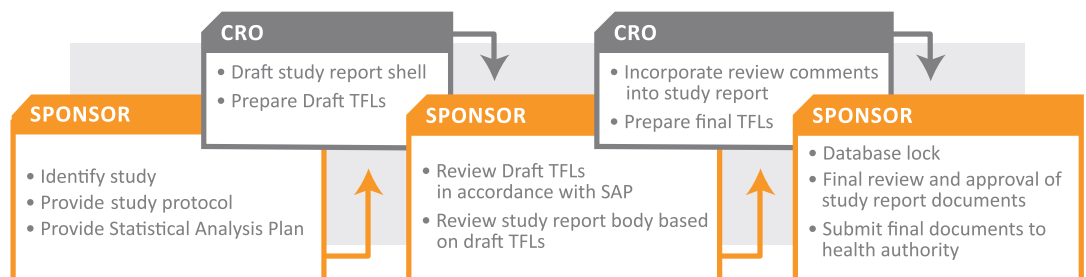 SPONSOR
• Identify study
• Provide study protocol
• Provide Statistical Analysis Plan
CRO
• Draft study report shell
• Prepare Draft TFLs
SPONSOR
• Review Draft TFLs
in accordance with SAP
• Review study report body based
on draft TFLs
CRO
• Incorporate review comments
into study report
• Prepare final TFLs
SPONSOR
• Database lock
• Final review and approval of
study report documents
• Submit final documents to
health authority